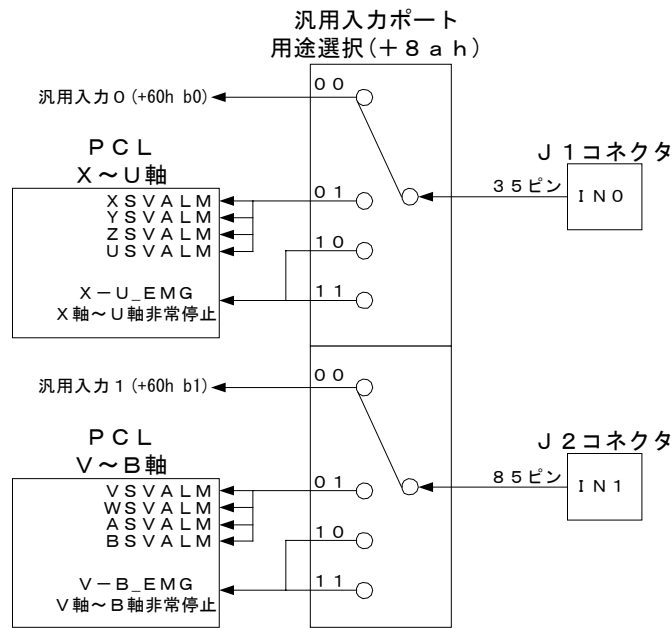 汎用入力ポート
用途選択(+8ah)
00
汎用入力0(+60h b0)
PCL
X～U軸
J1コネクタ
35ピン
IN0
01
XSVALM
YSVALM
ZSVALM
USVALM
10
X－U_EMG
11
X軸～U軸非常停止
00
汎用入力1(+60h b1)
PCL
V～B軸
J2コネクタ
85ピン
IN1
01
VSVALM
WSVALM
ASVALM
BSVALM
10
V－B_EMG
11
V軸～B軸非常停止